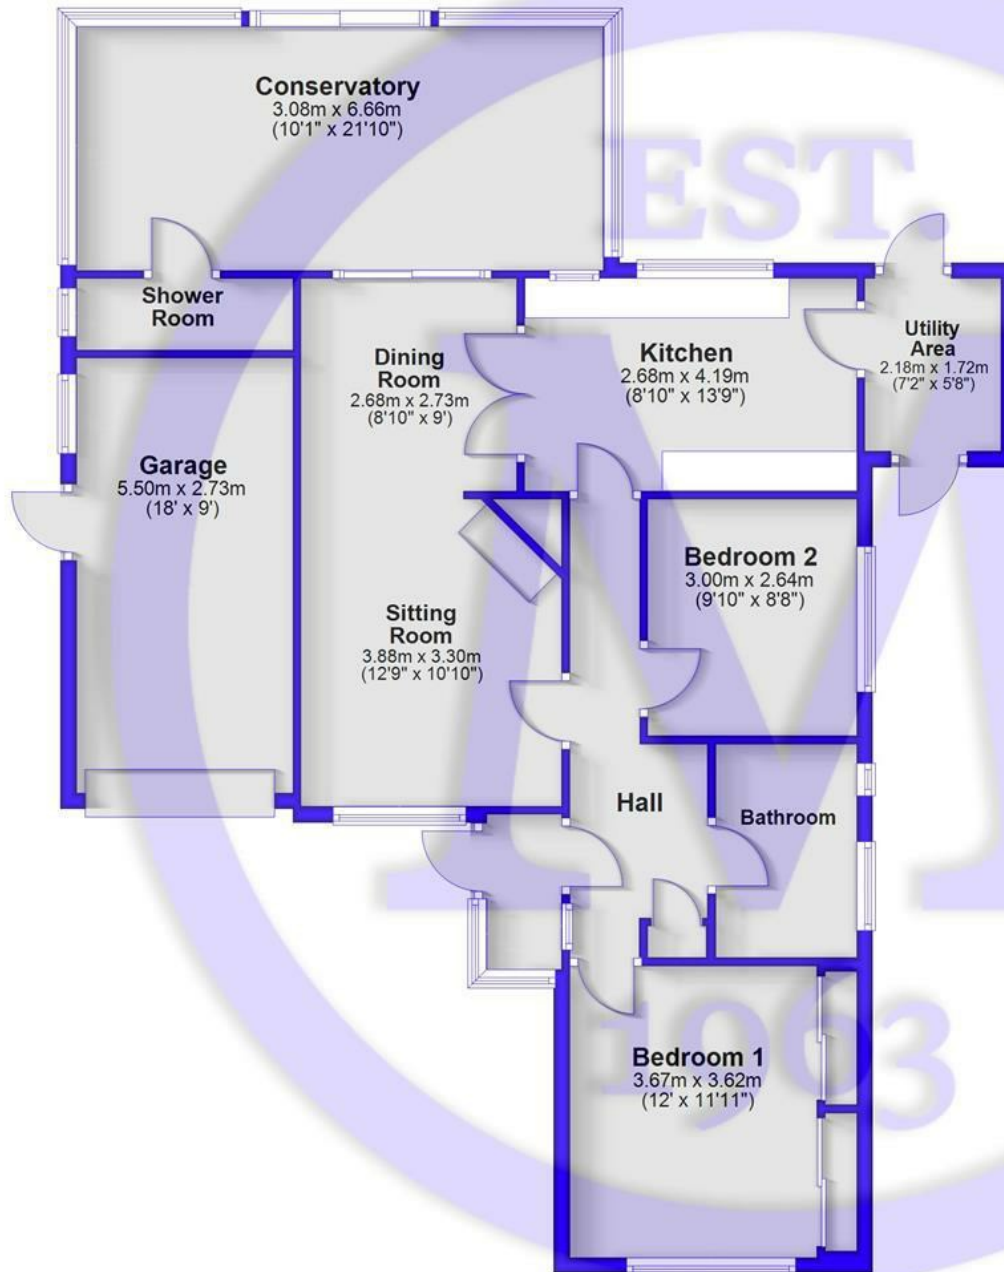 Conservatory
3.08m x 6.66m
(10'1" x 21'10")
EST.
Shower
Room
Dining
Room
2.68m x 2.73m
(8'10" x 9')
Kitchen
2.68m x 4.19m
(8'10" x 13'9")
Utility
Area
2.18m x 1.72m
(7'2" x 5'8")
Garage
5.50m x 2.73m
(18' x 9')
Bedroom 2
3.00m x 2.64m
(9'10" x 8'8")
Sitting
Room
3.88m x 3.30m
(12'9" x 10'10")
M
Hall
Bathroom
1963
Bedroom 1
3.67m x 3.62m
(12' x 11'11")